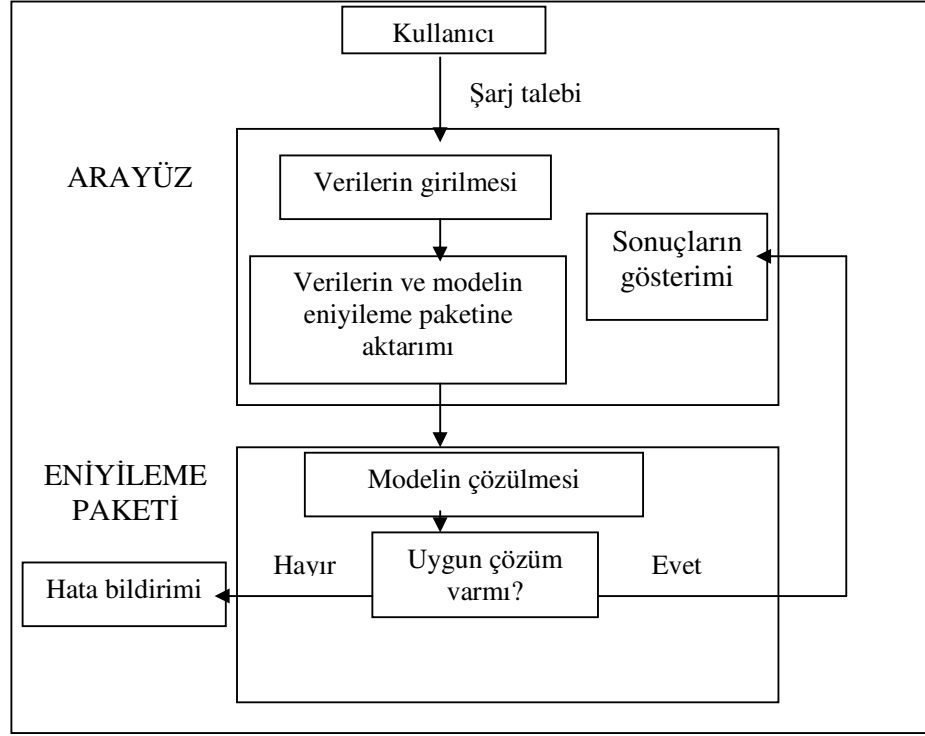 Kullanıcı
Şarj talebi
ARAYÜZ
Verilerin girilmesi
Sonuçların
gösterimi
Verilerin ve modelin
eniyileme paketine
aktarımı
ENİYİLEME
PAKETİ
Modelin çözülmesi
Hayır
Uygun çözüm
varmı?
Evet
Hata bildirimi